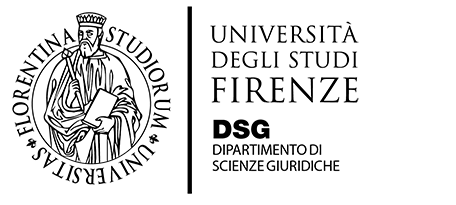 FLORENTINA STUDIORUM UNIVERSITAS
UNIVERSITÀ
DEGLI STUDI
FIRENZE
DSG
DIPARTIMENTO DI
SCIENZE GIURIDICHE